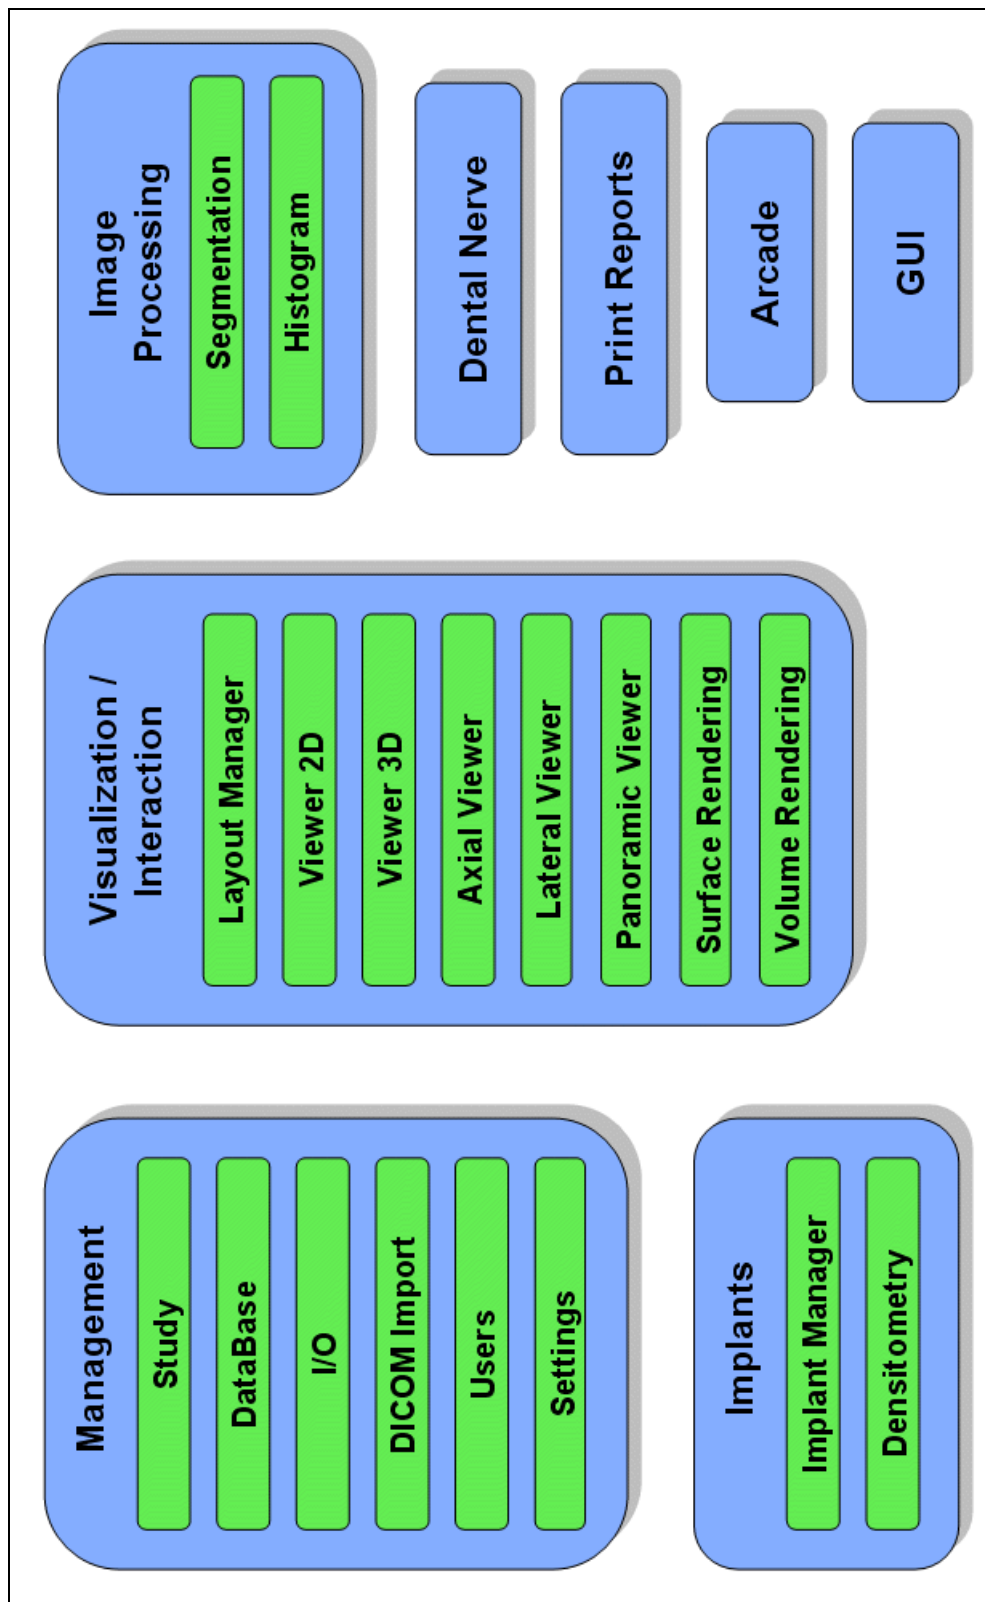 Management
Study
DataBase
I/O
DICOM Import
Users
Settings
Implants
Implant Manager
Densitometry
Visualization /
Interaction
Layout Manager
Viewer 2D
Viewer 3D
Axial Viewer
Lateral Viewer
Panoramic Viewer
Surface Rendering
Volume Rendering
Image
Processing
Segmentation
Histogram
Dental Nerve
Print Reports
Arcade
GUI